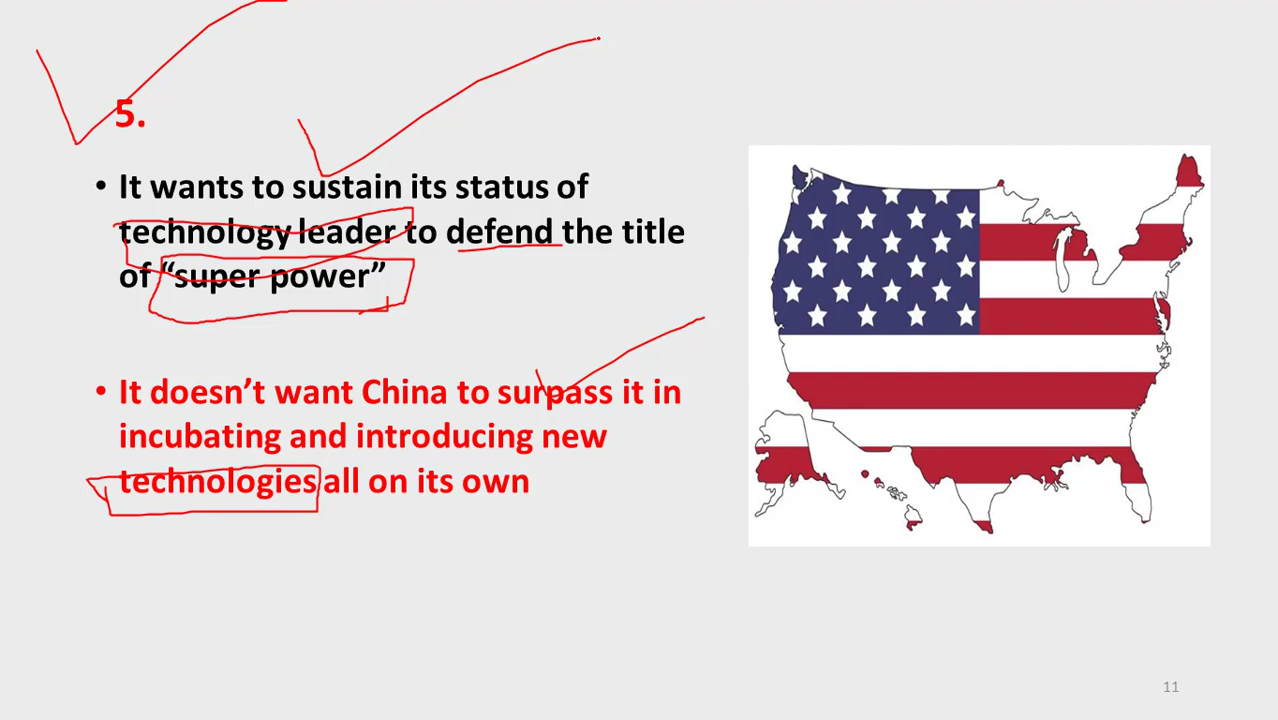 5.
• It wants to sustain its status of
technology leader to defend the title
of “super power”
• It doesn’t want China to surpass it in
incubating and introducing new
technologies all on its own
11